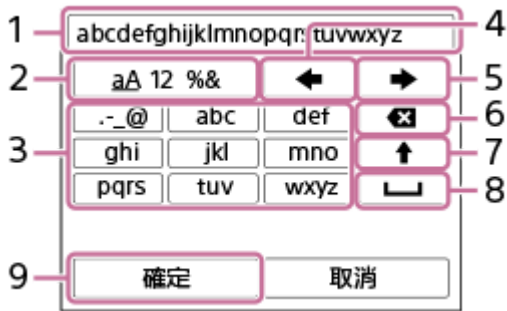 1 abcdefghijklmnopqrstuvwxyz 4
2 aA 12 %& 5
.-_@ abc def 6
3 ghi jkl mno 7
pqrs tuv wxyz 8
9 確定 取消